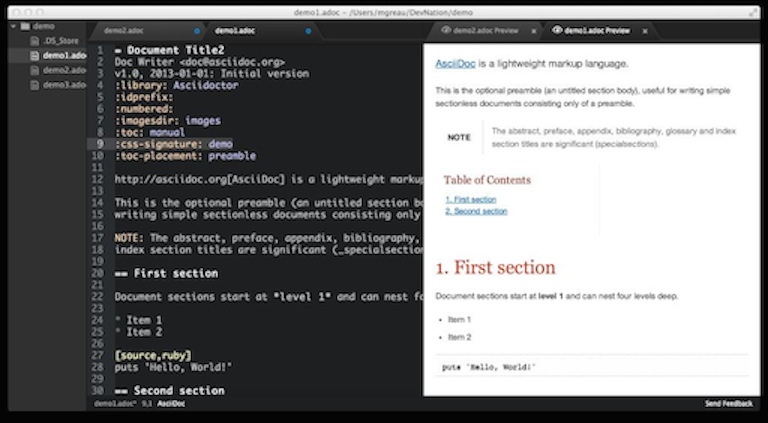 demo1.adoc - /Users/mgreau/DevNation/demo
demo
.DS_Store
demo1.adoc
demo2.adoc
demo3.adoc
demo2.adoc
demo1.adoc
1 = Document Title2
2 Doc Writer <doc@asciidoc.org>
3 v1.0, 2013-01-01: Initial version
4 :library: Asciidoctor
5 :idprefix:
6 :numbered:
7 :imagesdir: images
8 :toc: manual
9 :css-signature: demo
10 :toc-placement: preamble
11
12 http://asciidoc.org[AsciiDoc] is a lightweight marku
13
14 This is the optional preamble (an untitled section bo
15 writing simple sectionless documents consisting only
16
17 NOTE: The abstract, preface, appendix, bibliography,
18 index section titles are significant (_specialsection
19
20 == First section
21
22 Document sections start at *level 1* and can nest fo
23
24 * Item 1
25 * Item 2
26
27 [source,ruby]
28 puts 'Hello, World!'
29
30 == Second section
demo1.adoc* 9,1 AsciiDoc
demo2.adoc Preview
demo1.adoc Preview
AsciiDoc is a lightweight markup language.
This is the optional preamble (an untitled section body), useful for writing simple
sectionless documents consisting only of a preamble.
NOTE
The abstract, preface, appendix, bibliography, glossary and index
section titles are significant (specialsections).
Table of Contents
1. First section
2. Second section
1. First section
Document sections start at level 1 and can nest four levels deep.
• Item 1
• Item 2
puts 'Hello, World!'
Send Feedback